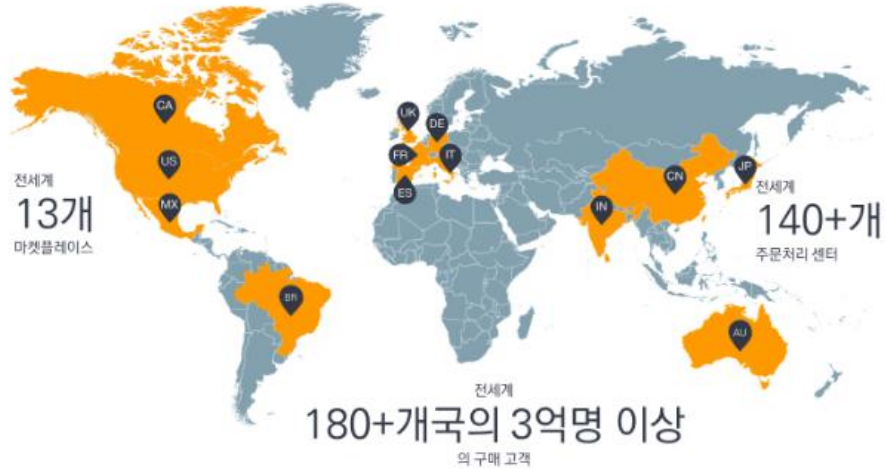 CA
US
MX
BR
UK
DE
FR
IT
ES
CN
JP
IN
AU
전세계
13개
마켓플레이스
전세계
140+개
주문처리 센터
전세계
180+개국의 3억명 이상
의 구매 고객